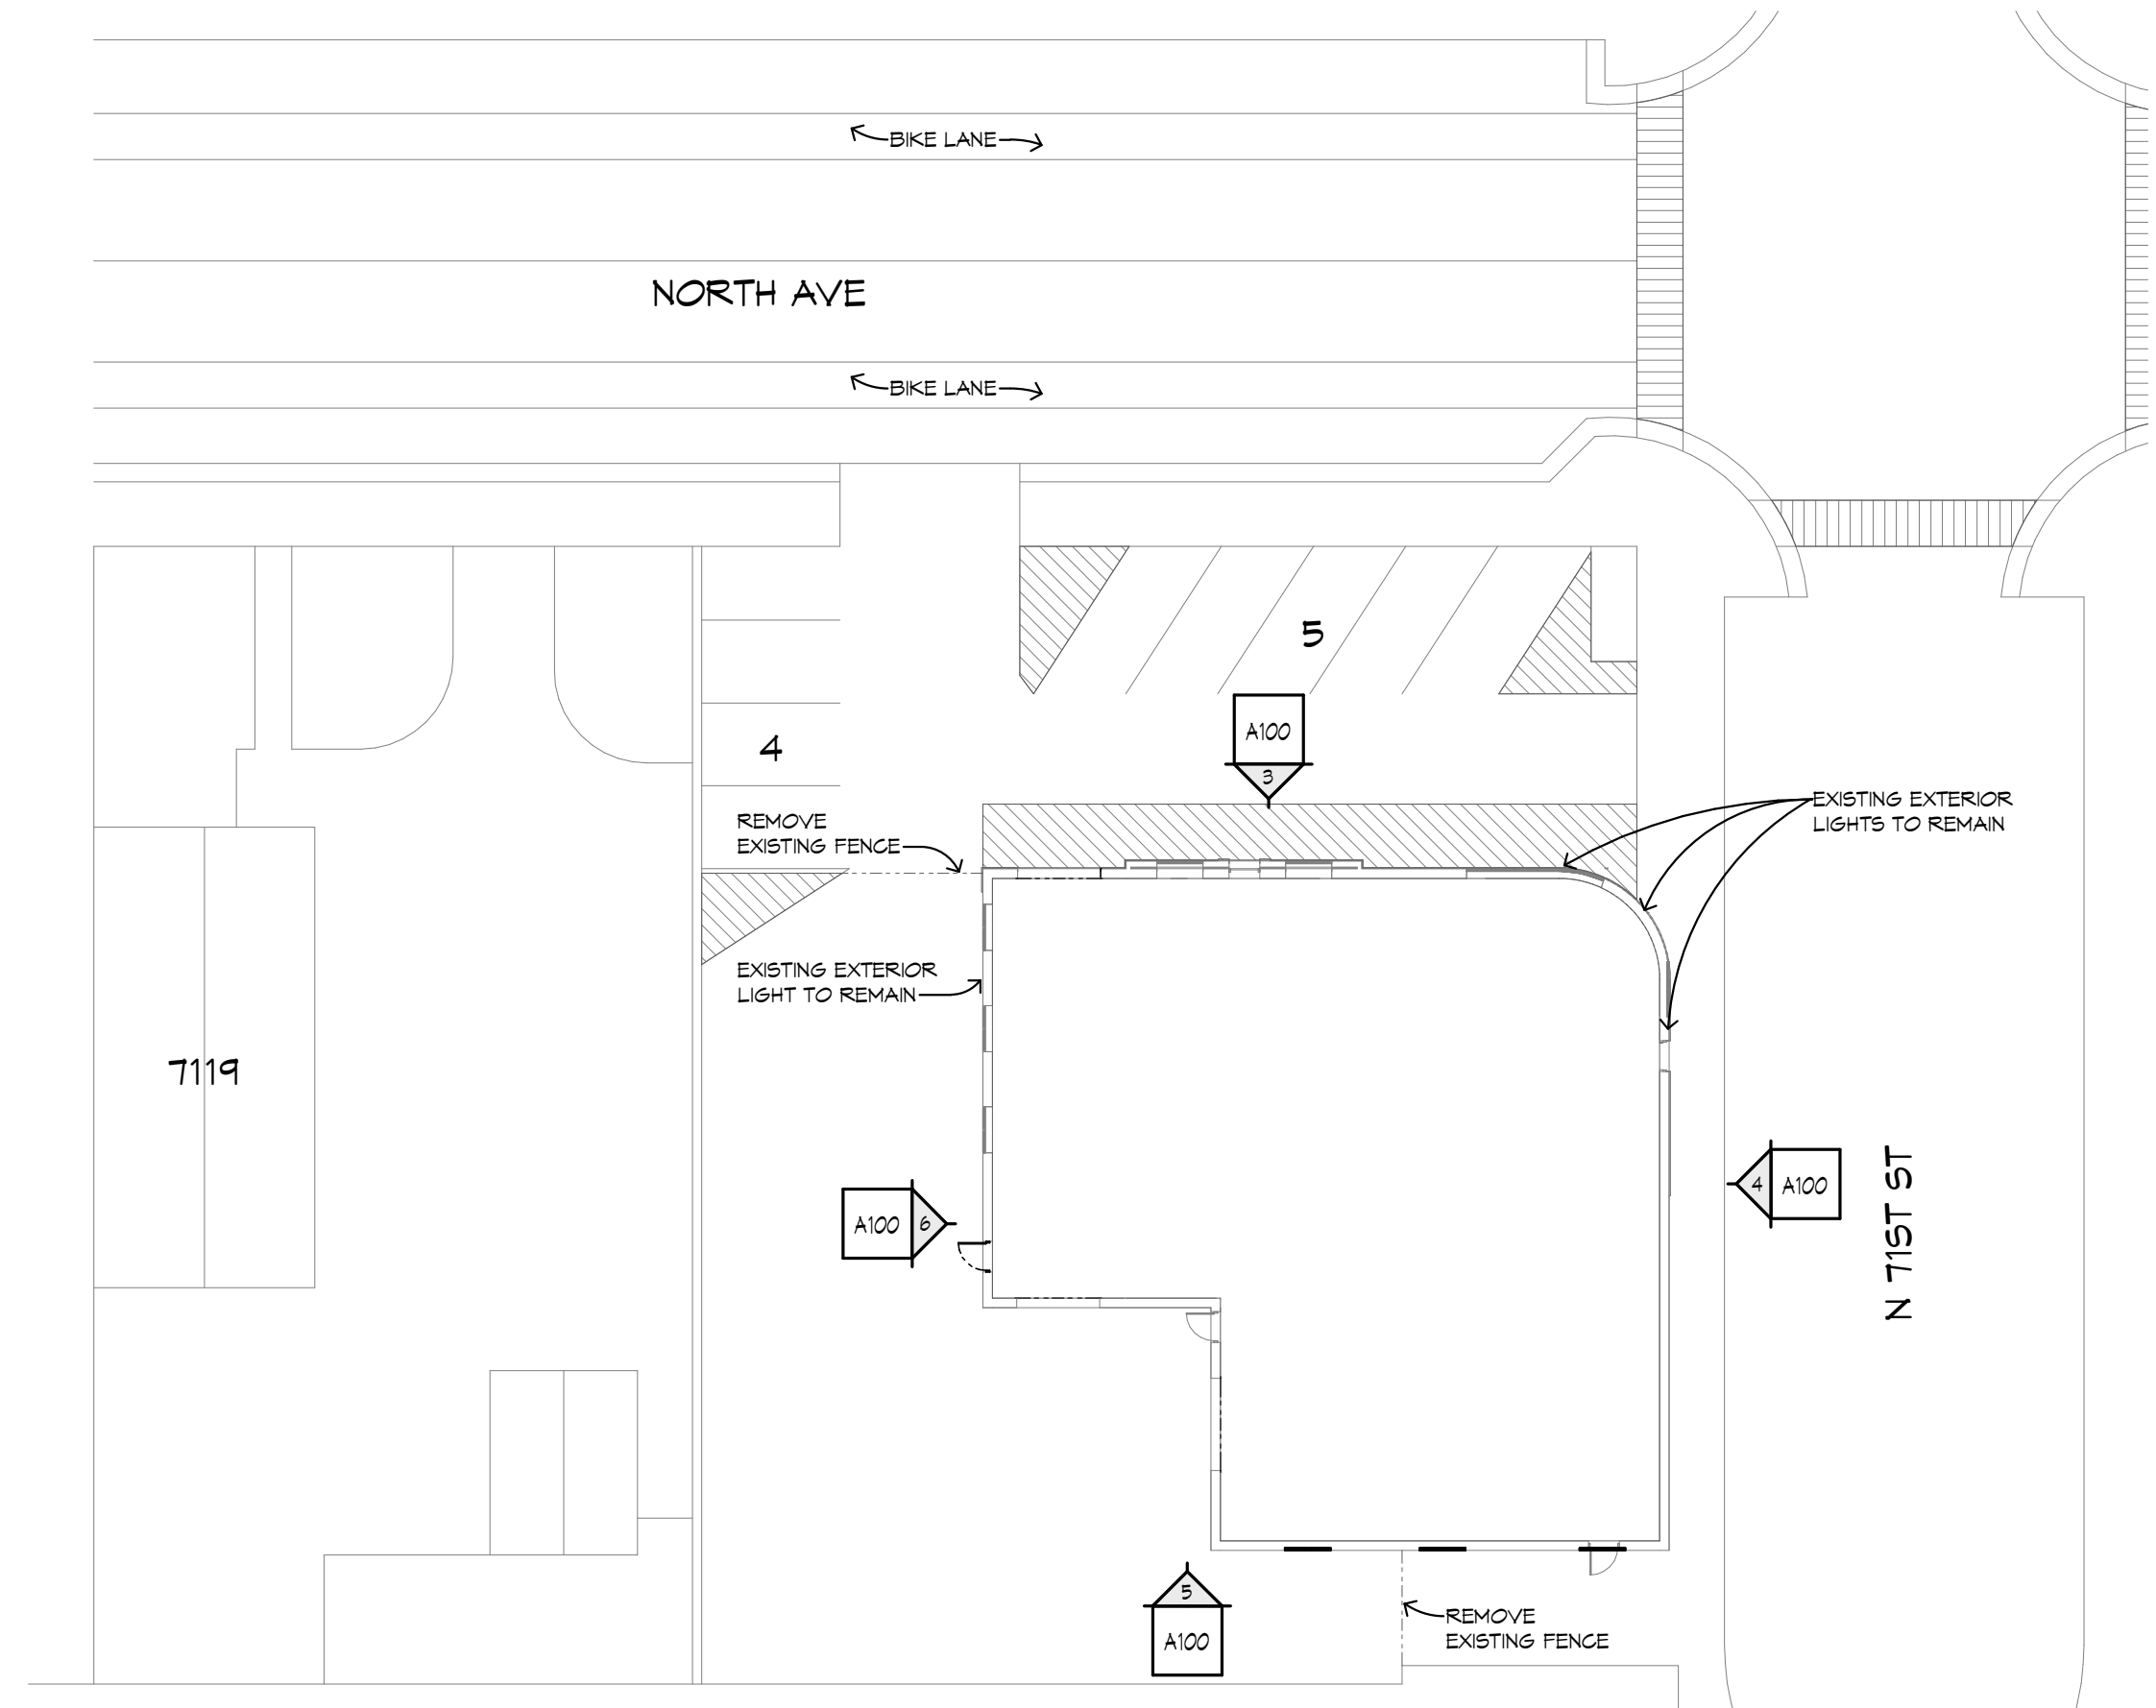 BIKE LANE
NORTH AVE
BIKE LANE
5
A100
3
4
REMOVE
EXISTING FENCE
EXISTING EXTERIOR
LIGHTS TO REMAIN
EXISTING EXTERIOR
LIGHT TO REMAIN
7119
A100 6
4 A100
N 71ST ST
5
A100
REMOVE
EXISTING FENCE